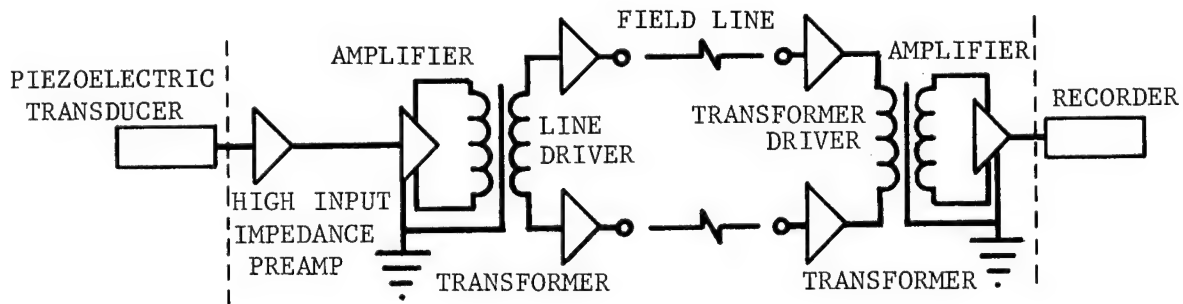 FIELD LINE
AMPLIFIER
AMPLIFIER
PIEZOELECTRIC
TRANSDUCER
RECORDER
LINE
DRIVER
TRANSFORMER
DRIVER
HIGH INPUT
IMPEDANCE
PREAMP
TRANSFORMER
TRANSFORMER